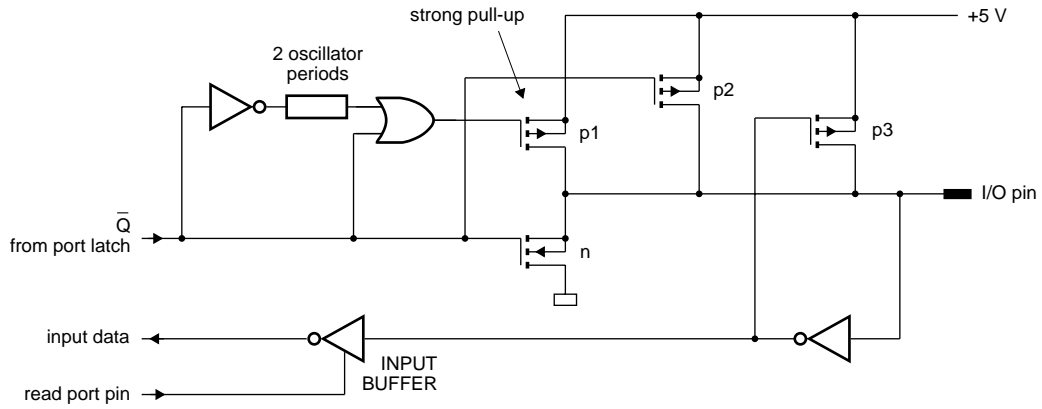 strong pull-up
+5 V
2 oscillator
periods
p2
p1
p3
I/O pin
Q̅
from port latch
n
input data
INPUT
BUFFER
read port pin